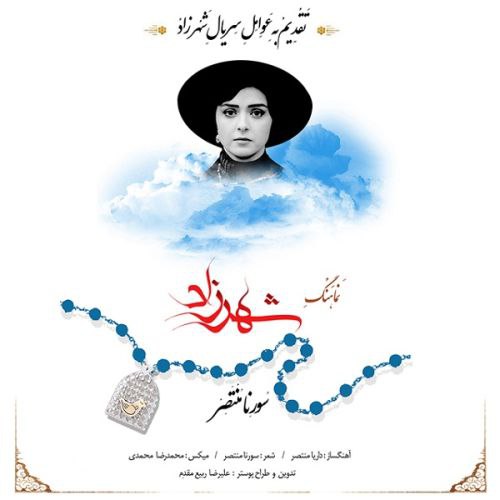 تقدیم به عوامل سریال شهرزاد
نماهنگ
شهرزاد
سورنا منتصر
آهنگساز : داریا منتصر / شعر : سورنا منتصر / میکس : محمدرضا محمدی
تدوین و طراح پوستر : علیرضا ربیع مقدم